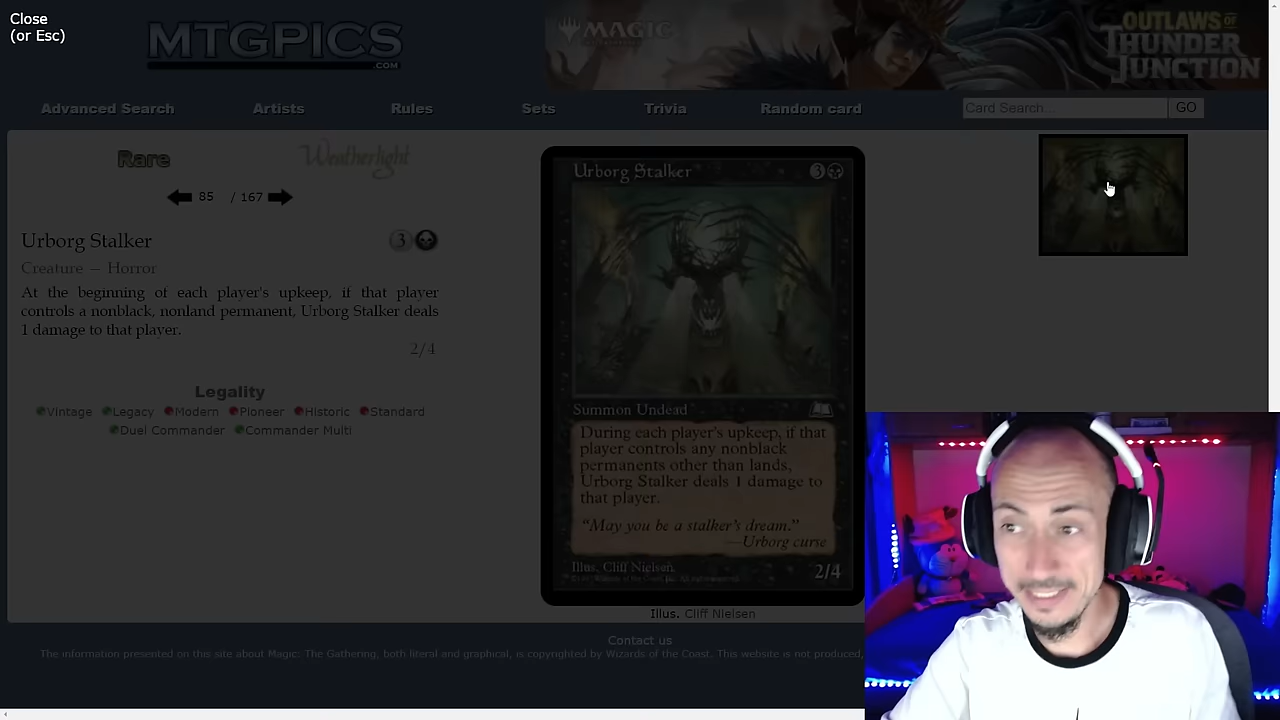 Close
(or Esc)
MTGPICS
.COM
MAGIC
OUTLAWS OF
THUNDER
JUNCTION
Advanced Search Artists Rules Sets Trivia Random card Card Search... GO
Rare Weatherlight
85 / 167
Urborg Stalker 3
Creature — Horror
At the beginning of each player's upkeep, if that player
controls a nonblack, nonland permanent, Urborg Stalker deals
1 damage to that player.
2/4
Legality
Vintage Legacy Modern Pioneer Historic Standard
Duel Commander Commander Multi
Urborg Stalker 3
Summon Undead
During each player's upkeep, if that
player controls any nonblack
permanents other than lands,
Urborg Stalker deals 1 damage to
that player.
"May you be a stalker's dream."
—Urborg curse
Illus. Cliff Nielsen
2/4
Illus. Cliff Nielsen
Contact us
The information presented on this site about Magic: The Gathering, both literal and graphical, is copyrighted by Wizards of the Coast. This website is not produced,